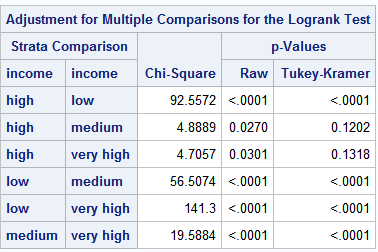 Adjustment for Multiple Comparisons for the Logrank Test
Strata Comparison p-Values
income income Chi-Square Raw Tukey-Kramer
high low 92.5572 <.0001 <.0001
high medium 4.8889 0.0270 0.1202
high very high 4.7057 0.0301 0.1318
low medium 56.5074 <.0001 <.0001
low very high 141.3 <.0001 <.0001
medium very high 19.5884 <.0001 <.0001